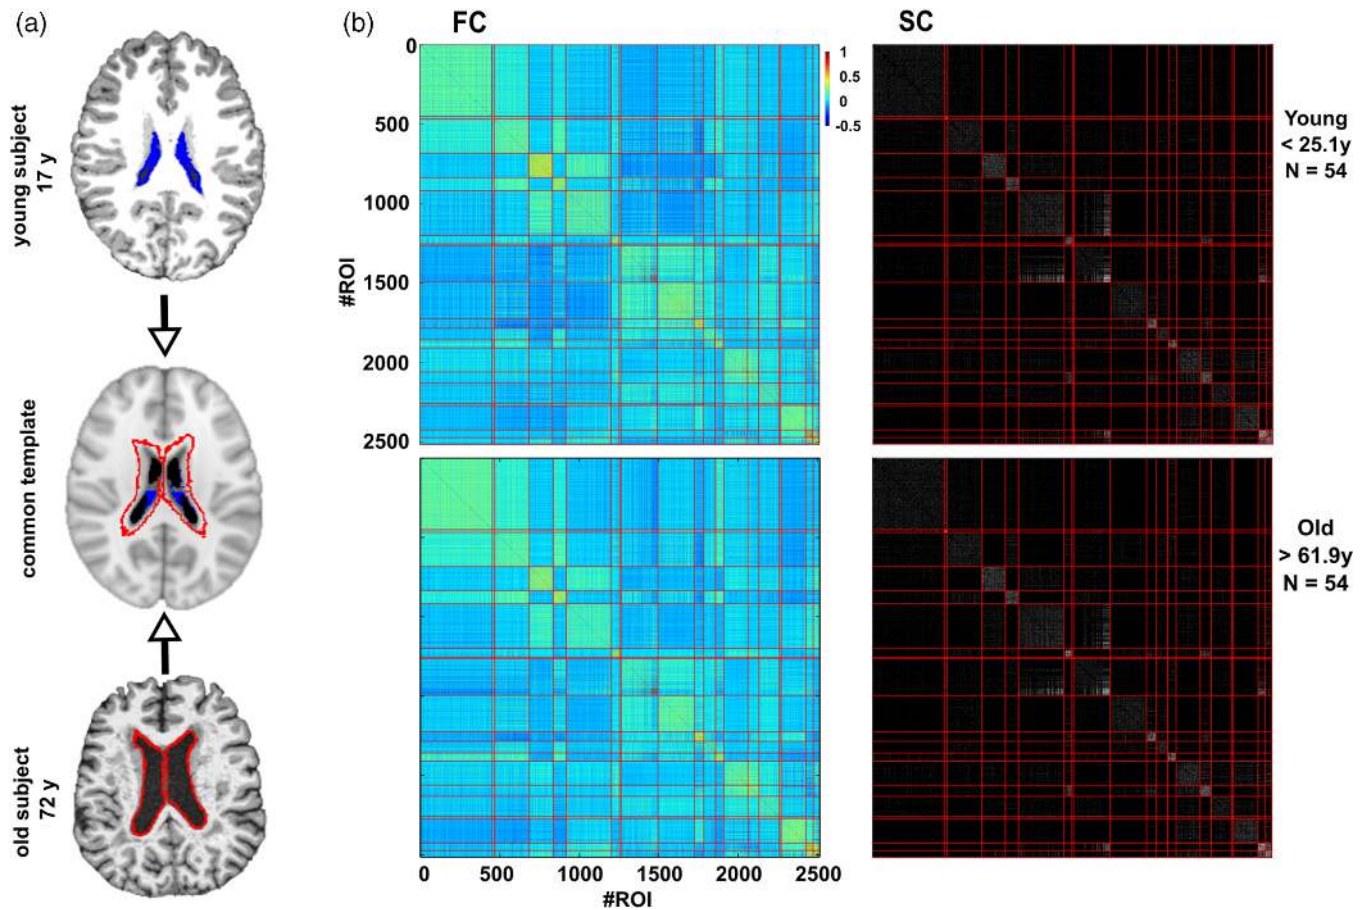 (a)
young subject
17 y
common template
old subject
72 y
(b)
FC
SC
0
500
1000
1500
2000
2500
#ROI
1
0.5
0
-0.5
Young
< 25.1y
N = 54
Old
> 61.9y
N = 54
0 500 1000 1500 2000 2500
#ROI